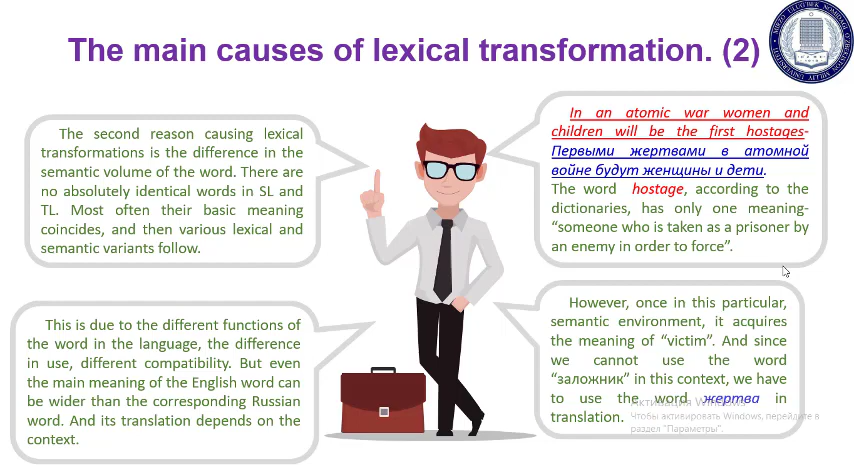 The main causes of lexical transformation. (2)
The second reason causing lexical
transformations is the difference in the
semantic volume of the word. There are
no absolutely identical words in SL and
TL. Most often their basic meaning
coincides, and then various lexical and
semantic variants follow.
This is due to the different functions of
the word in the language, the difference
in use, different compatibility. But even
the main meaning of the English word can
be wider than the corresponding Russian
word. And its translation depends on the
context.
In an atomic war women and
children will be the first hostages-
Первыми жертвами в атомной
войне будут женщины и дети.
The word hostage, according to the
dictionaries, has only one meaning-
“someone who is taken as a prisoner by
an enemy in order to force”.
However, once in this particular,
semantic environment, it acquires
the meaning of “victim”. And since
we cannot use the word
“заложник” in this context, we have
to use the word жертва in
translation.
Активация Windows
Чтобы активировать Windows, перейдите в
раздел "Параметры".